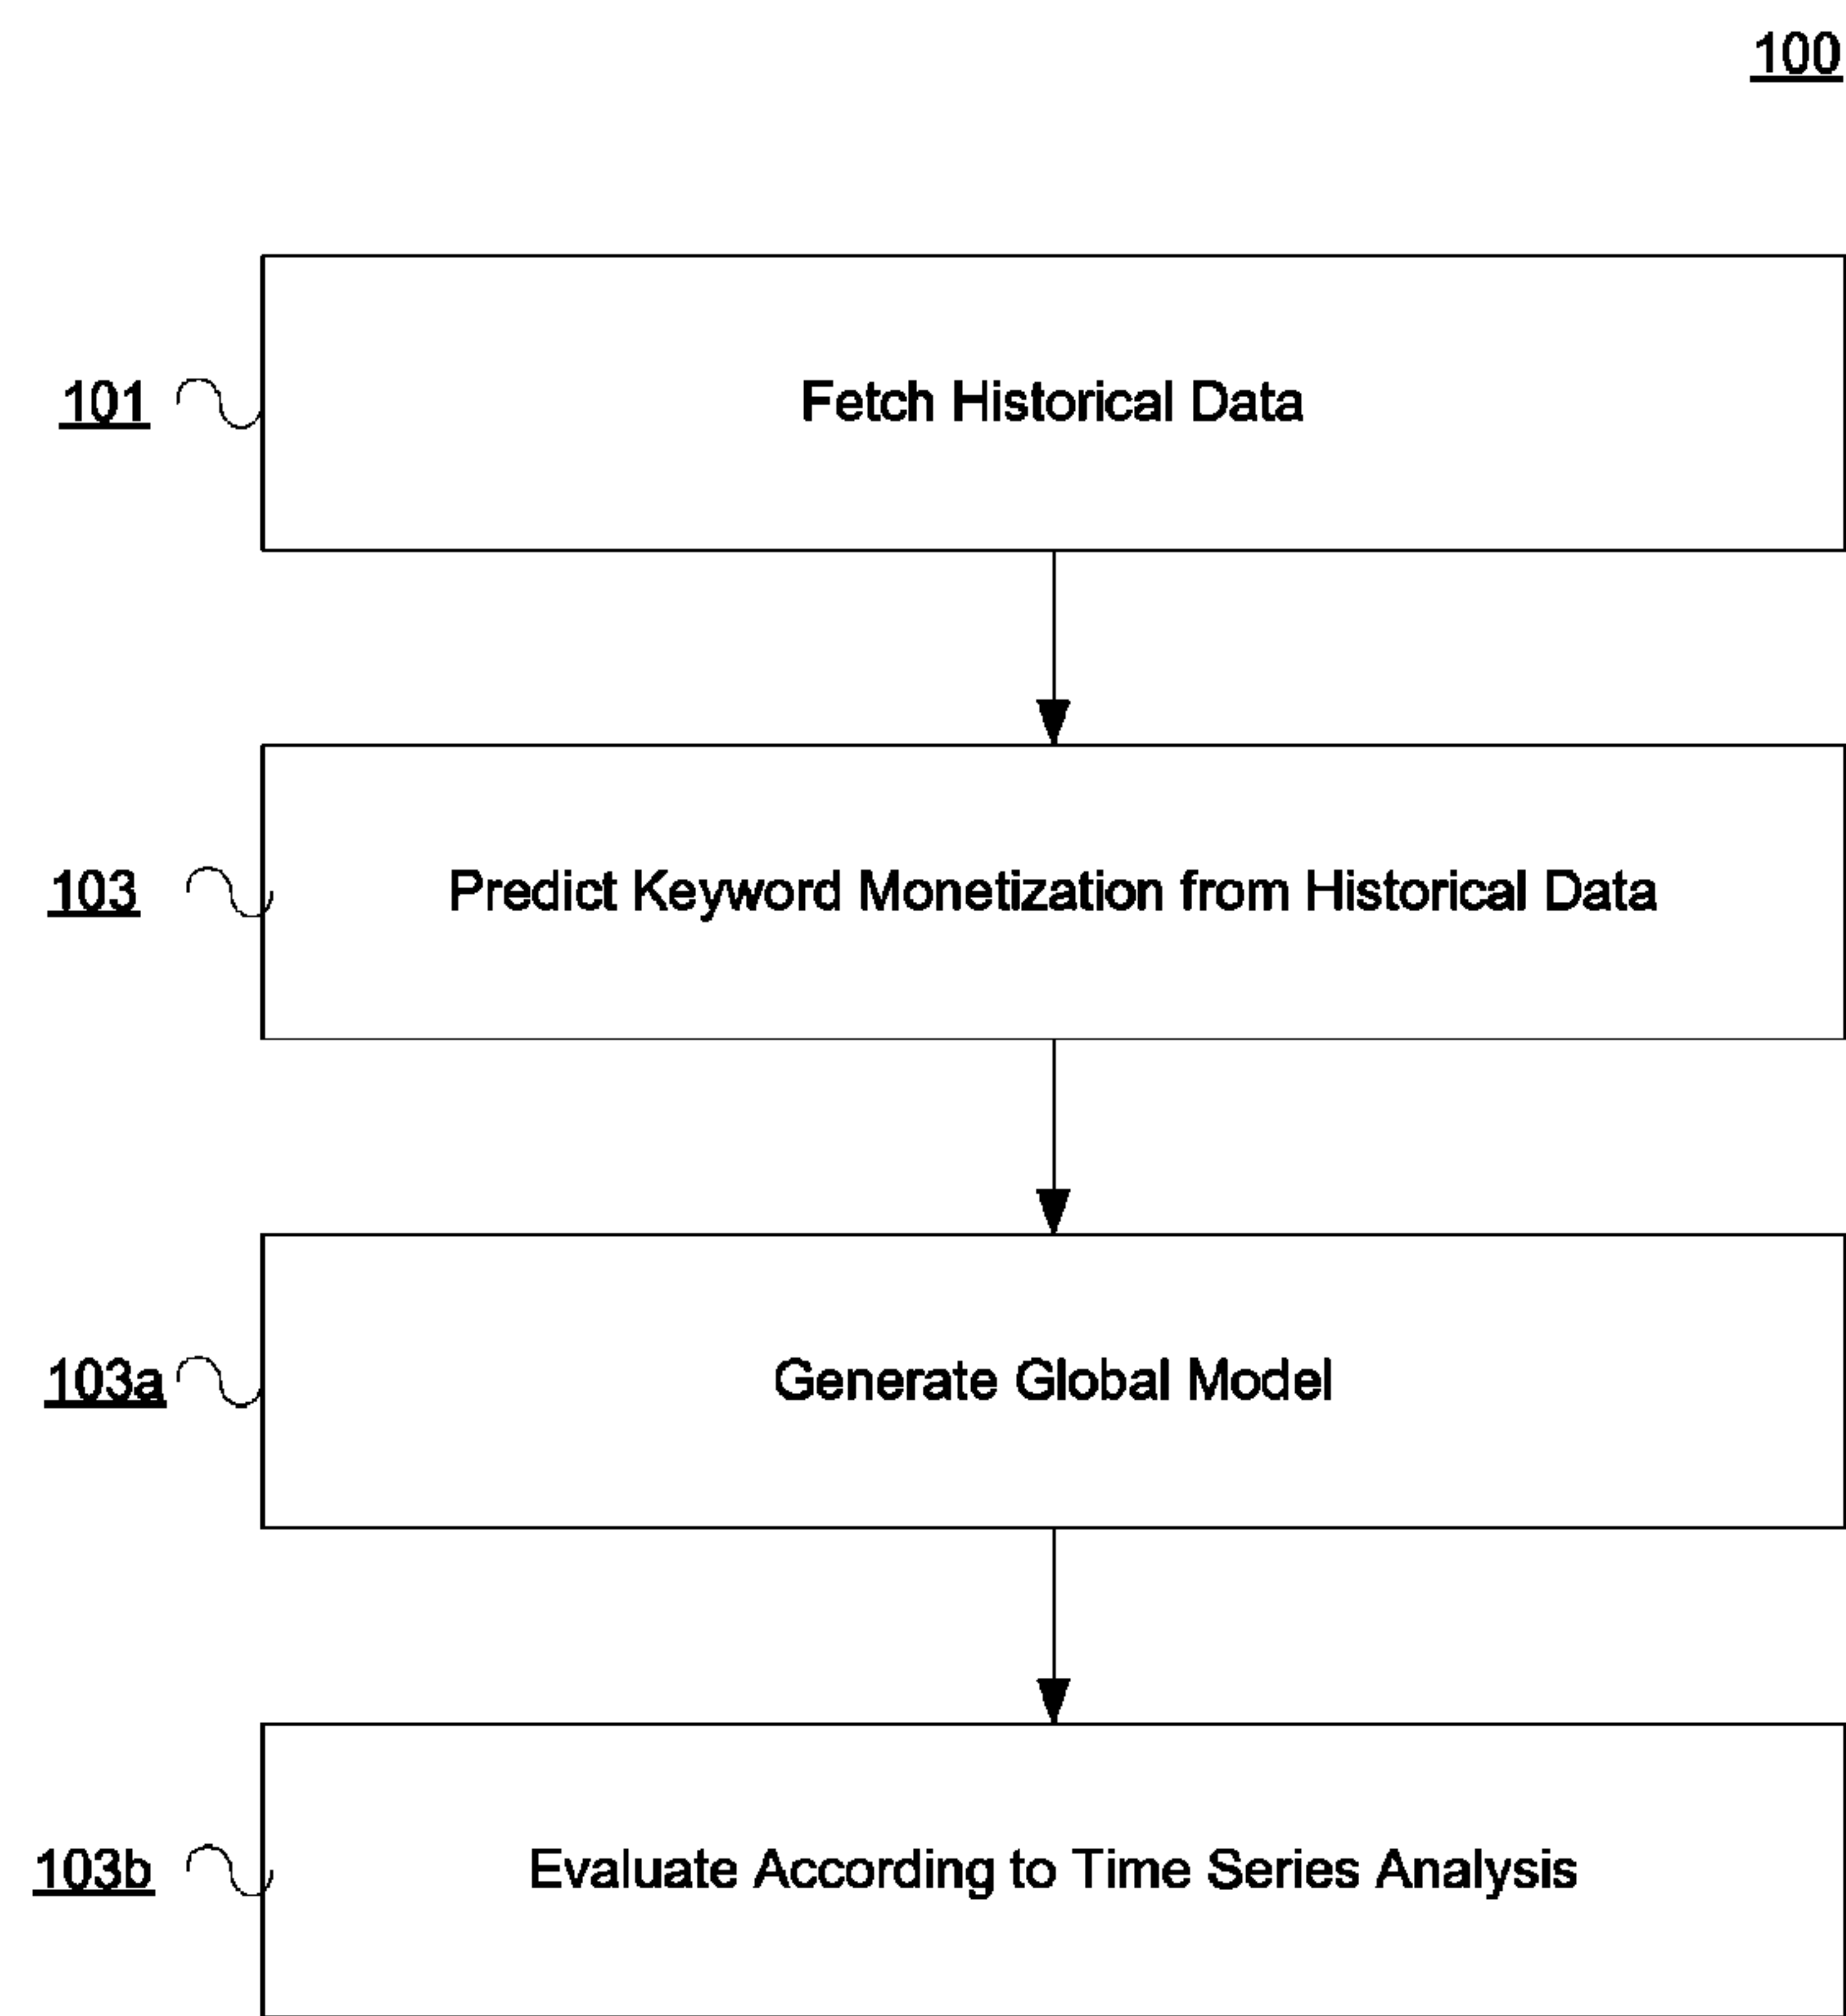 100
101
Fetch Historical Data
103
Predict Keyword Monetization from Historical Data
103a
Generate Global Model
103b
Evaluate According to Time Series Analysis